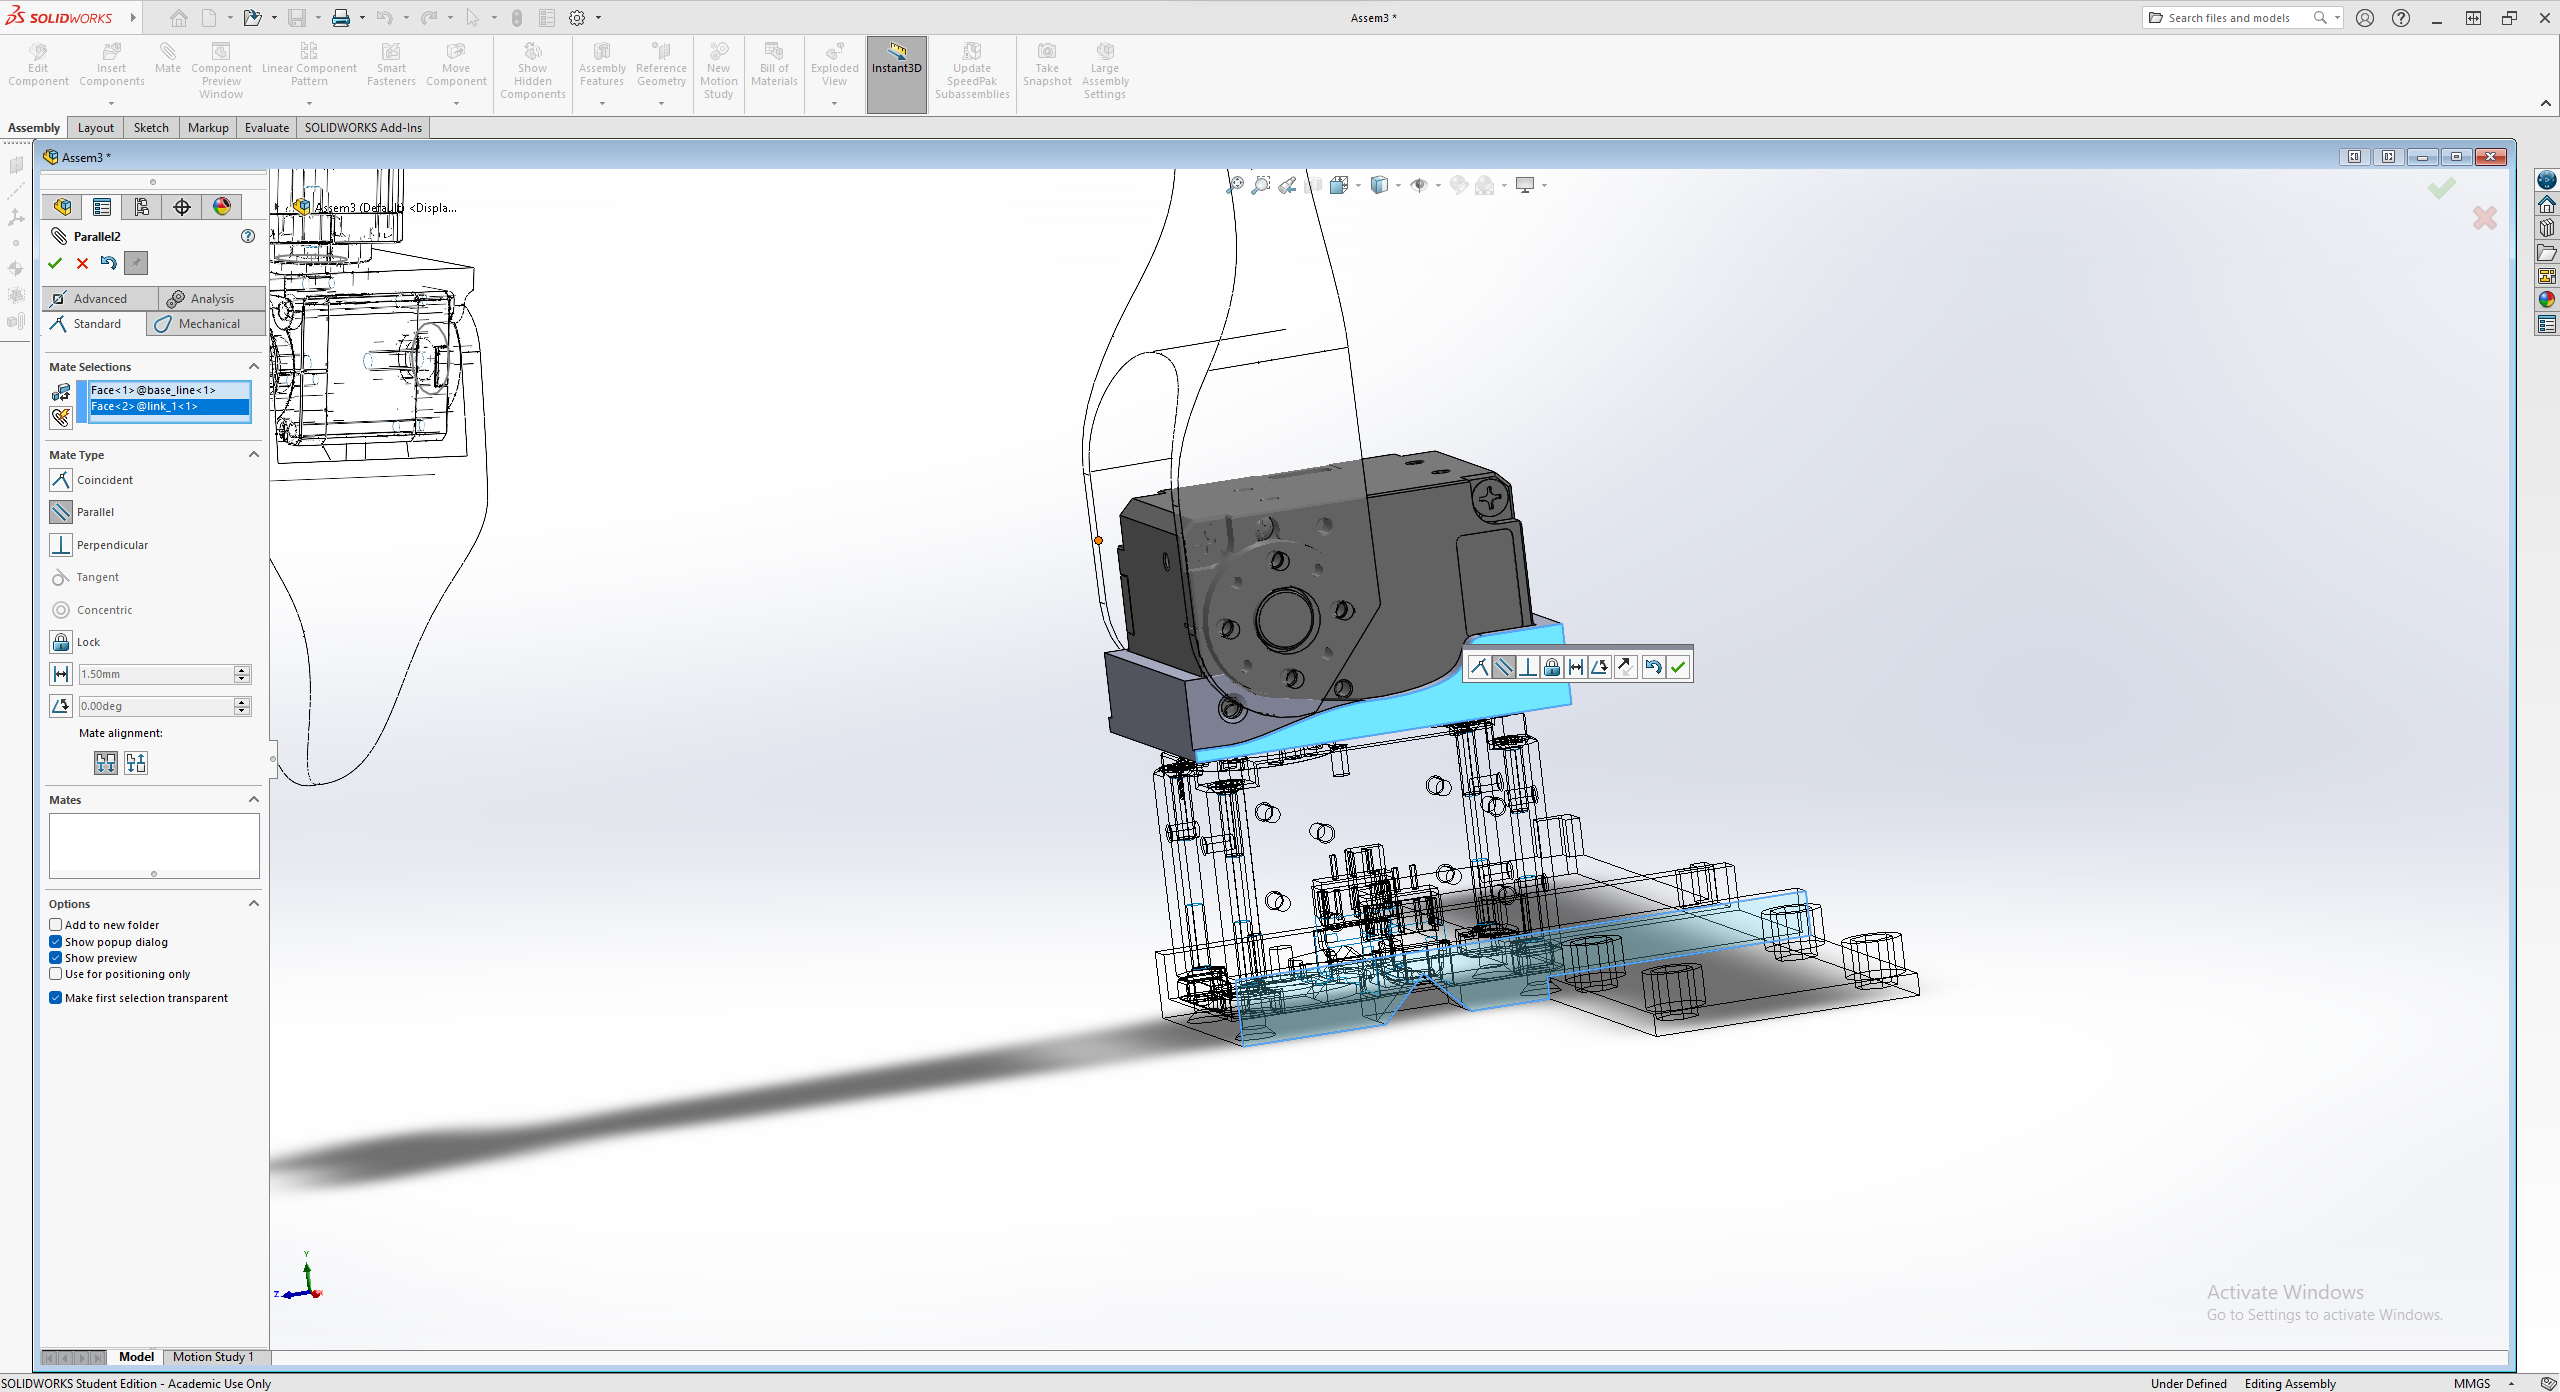 SOLIDWORKS
Assem3 *
Search files and models
Edit Component
Insert Components
Mate
Component Preview Window
Linear Component Pattern
Smart Fasteners
Move Component
Show Hidden Components
Assembly Features
Reference Geometry
New Motion Study
Bill of Materials
Exploded View
Instant3D
Update SpeedPak Subassemblies
Take Snapshot
Large Assembly Settings
Assembly
Layout
Sketch
Markup
Evaluate
SOLIDWORKS Add-Ins
Assem3 *
Assem3 (Default) <Displa...
Parallel2
Advanced
Analysis
Standard
Mechanical
Mate Selections
Face<1>@base_line<1>
Face<2>@link_1<1>
Mate Type
Coincident
Parallel
Perpendicular
Tangent
Concentric
Lock
1.50mm
0.00deg
Mate alignment:
Mates
Options
Add to new folder
Show popup dialog
Show preview
Use for positioning only
Make first selection transparent
Y
Z
Activate Windows
Go to Settings to activate Windows.
Model
Motion Study 1
SOLIDWORKS Student Edition - Academic Use Only
Under Defined
Editing Assembly
MMGS